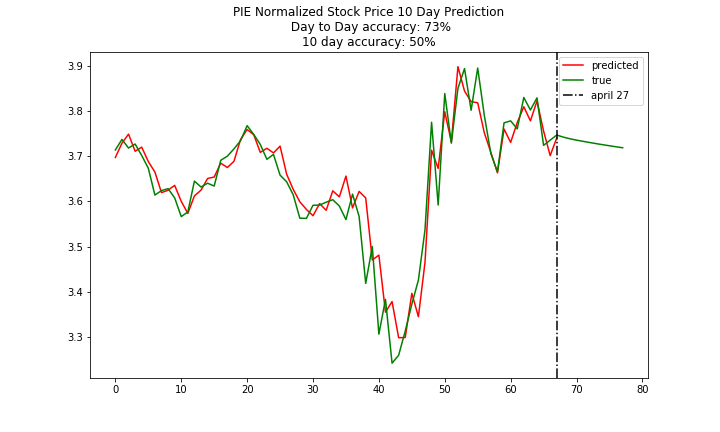 PIE Normalized Stock Price 10 Day Prediction
Day to Day accuracy: 73%
10 day accuracy: 50%
predicted
true
april 27
3.9
3.8
3.7
3.6
3.5
3.4
3.3
0 10 20 30 40 50 60 70 80